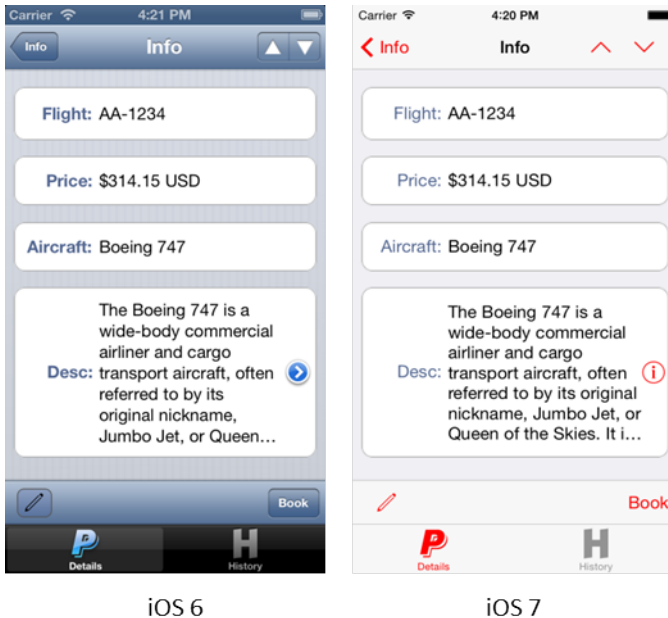 Carrier 4:21 PM
Info Info
Flight: AA-1234
Price: $314.15 USD
Aircraft: Boeing 747
The Boeing 747 is a
wide-body commercial
airliner and cargo
Desc: transport aircraft, often
referred to by its
original nickname,
Jumbo Jet, or Queen...
Book
P H
Details History
iOS 6
Carrier 4:20 PM
Info Info
Flight: AA-1234
Price: $314.15 USD
Aircraft: Boeing 747
The Boeing 747 is a
wide-body commercial
airliner and cargo
Desc: transport aircraft, often
referred to by its original
nickname, Jumbo Jet, or
Queen of the Skies. It i...
Book
P H
Details History
iOS 7